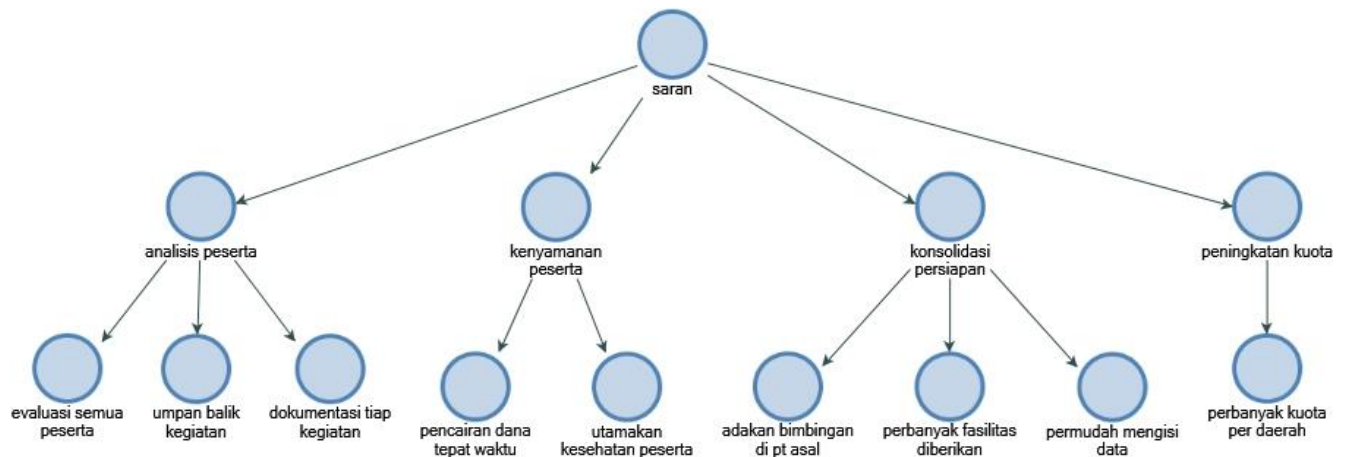 saran
analisis peserta
kenyamanan
peserta
konsolidasi
persiapan
peningkatan kuota
evaluasi semua
peserta
umpan balik
kegiatan
dokumentasi tiap
kegiatan
pencairan dana
tepat waktu
utamakan
kesehatan peserta
adakan bimbingan
di pt asal
perbanyak fasilitas
diberikan
permudah mengisi
data
perbanyak kuota
per daerah